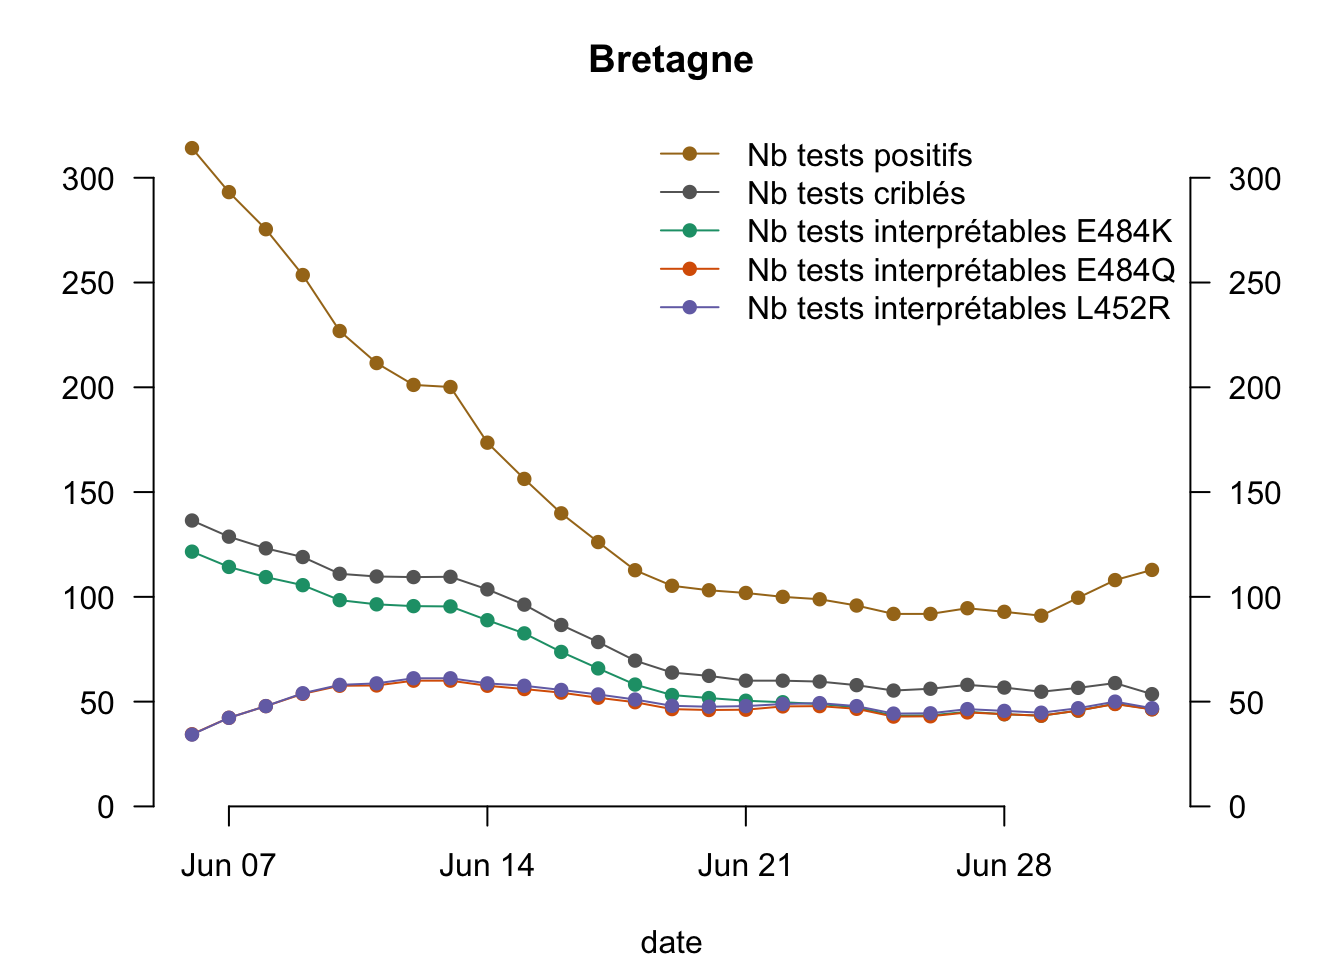 Bretagne
Nb tests positifs
Nb tests criblés
Nb tests interprétables E484K
Nb tests interprétables E484Q
Nb tests interprétables L452R
300
250
200
150
100
50
0
300
250
200
150
100
50
0
Jun 07
Jun 14
Jun 21
Jun 28
date